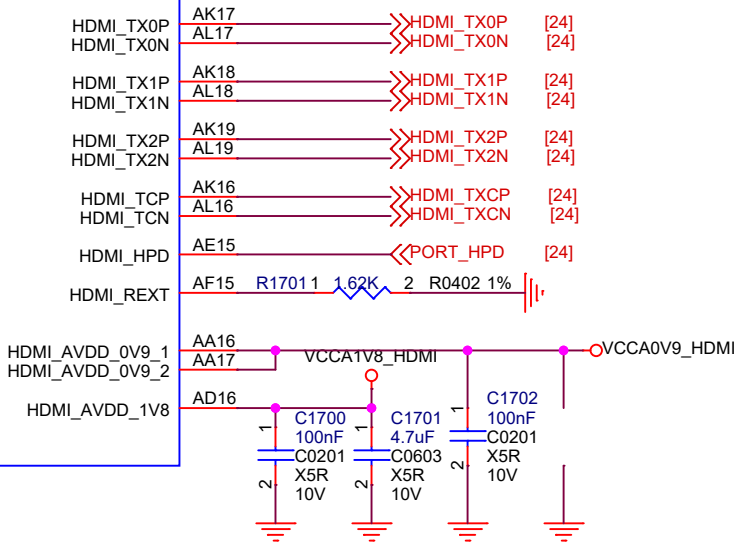 HDMI_TX0P AK17 HDMI_TX0P [24]
HDMI_TX0N AL17 HDMI_TX0N [24]
HDMI_TX1P AK18 HDMI_TX1P [24]
HDMI_TX1N AL18 HDMI_TX1N [24]
HDMI_TX2P AK19 HDMI_TX2P [24]
HDMI_TX2N AL19 HDMI_TX2N [24]
HDMI_TCP AK16 HDMI_TXCP [24]
HDMI_TCN AL16 HDMI_TXCN [24]
HDMI_HPD AE15 PORT_HPD [24]
HDMI_REXT AF15 R1701 1 1.62K 2 R0402 1%
HDMI_AVDD_0V9_1 AA16 VCCA0V9_HDMI
HDMI_AVDD_0V9_2 AA17 VCCA1V8_HDMI
HDMI_AVDD_1V8 AD16
1 C1700
100nF
C0201
2 X5R
10V
1 C1701
4.7uF
C0603
2 X5R
10V
1 C1702
100nF
C0201
2 X5R
10V